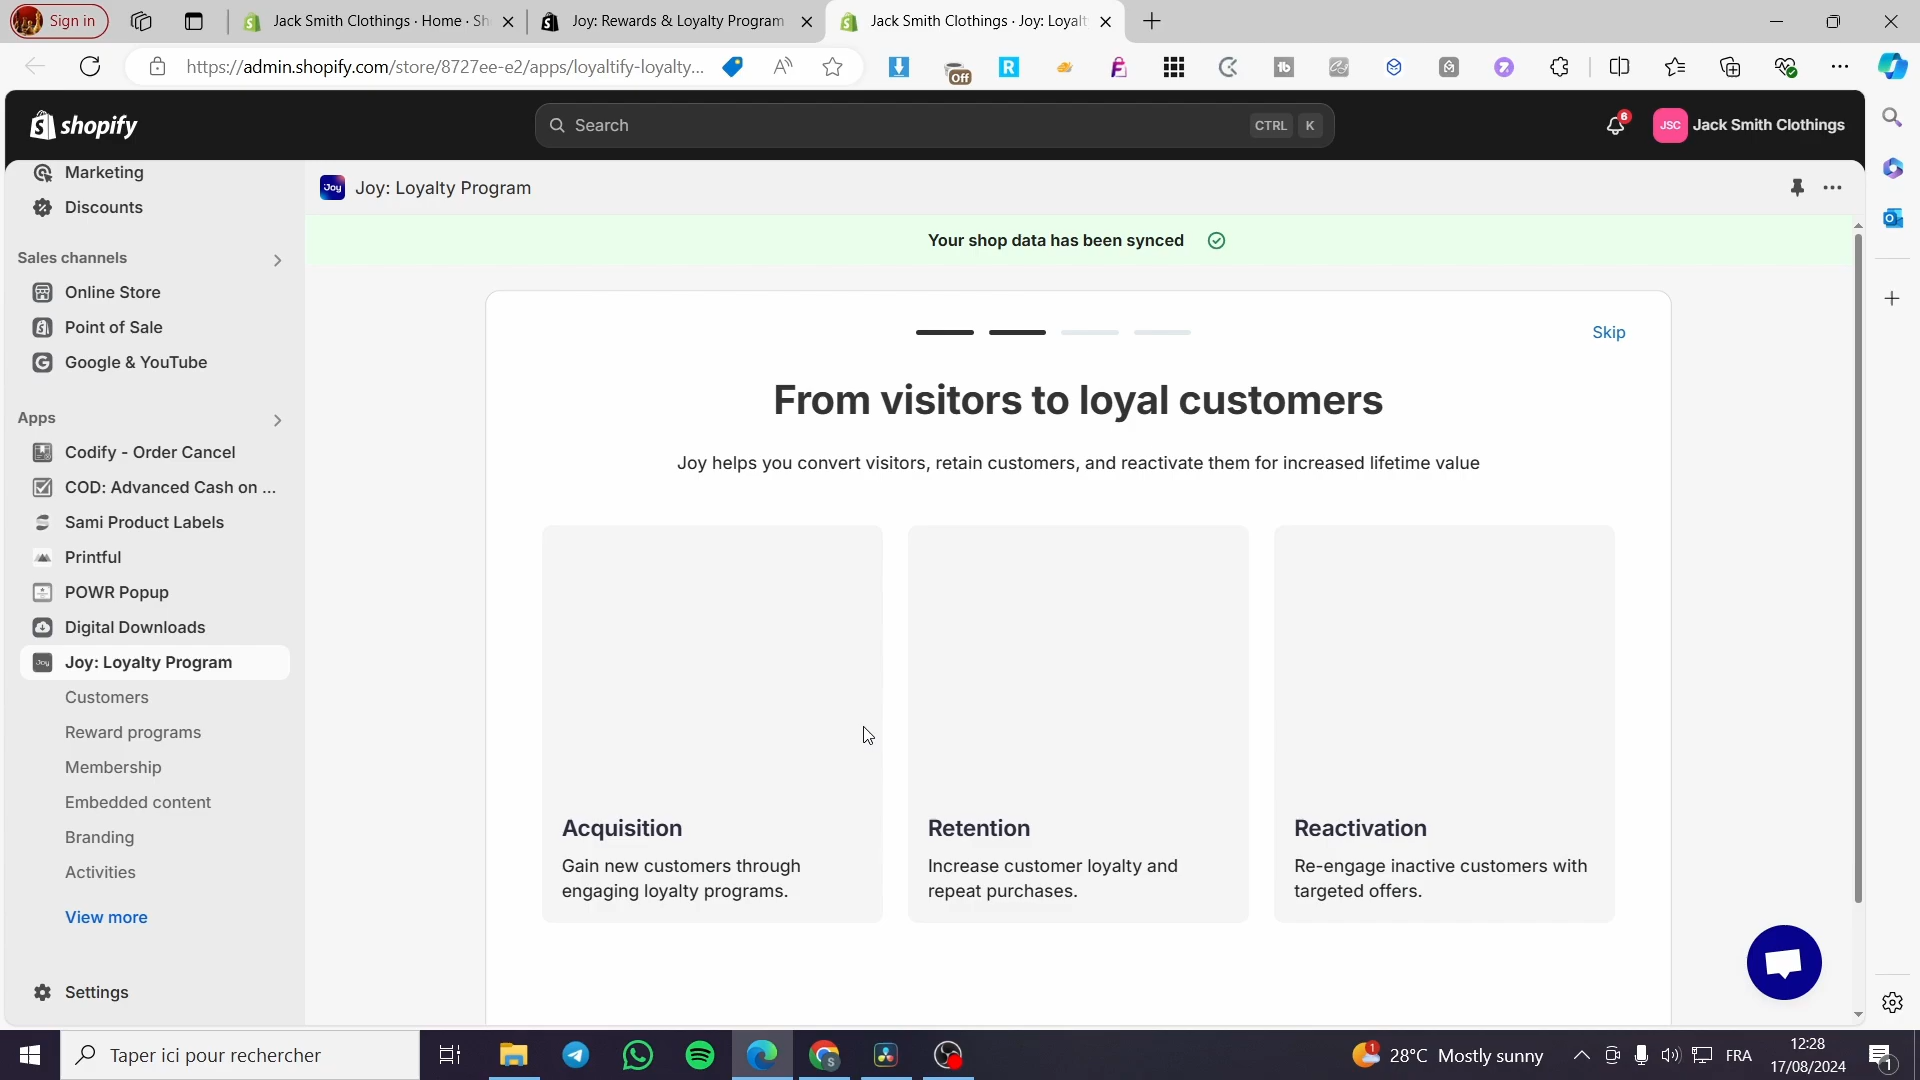 Sign in
Jack Smith Clothings · Home · Sh
Joy: Rewards & Loyalty Program
Jack Smith Clothings · Joy: Loyalt
https://admin.shopify.com/store/8727ee-e2/apps/loyaltify-loyalty...
Off
shopify
Search
CTRL K
6
JSC
Jack Smith Clothings
Marketing
Discounts
Sales channels
Online Store
Point of Sale
Google & YouTube
Apps
Codify - Order Cancel
COD: Advanced Cash on ...
Sami Product Labels
Printful
POWR Popup
Digital Downloads
Joy: Loyalty Program
Customers
Reward programs
Membership
Embedded content
Branding
Activities
View more
Settings
Joy
Joy: Loyalty Program
Your shop data has been synced
Skip
From visitors to loyal customers
Joy helps you convert visitors, retain customers, and reactivate them for increased lifetime value
Acquisition
Gain new customers through
engaging loyalty programs.
Retention
Increase customer loyalty and
repeat purchases.
Reactivation
Re-engage inactive customers with
targeted offers.
Taper ici pour rechercher
1
28°C Mostly sunny
FRA
12:28
17/08/2024
1